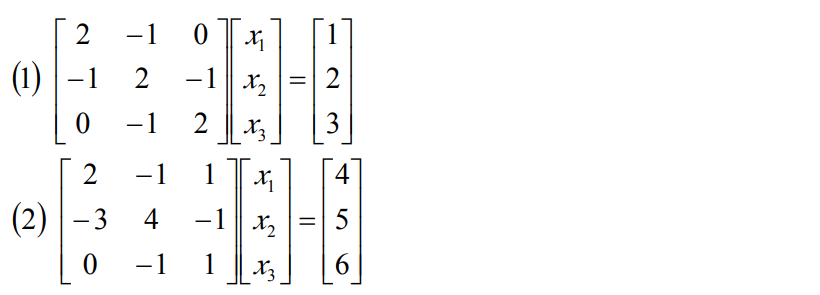 (1) [2 −1 0; −1 2 −1; 0 −1 2] [x₁; x₂; x₃] = [1; 2; 3]
(2) [2 −1 1; −3 4 −1; 0 −1 1] [x₁; x₂; x₃] = [4; 5; 6]